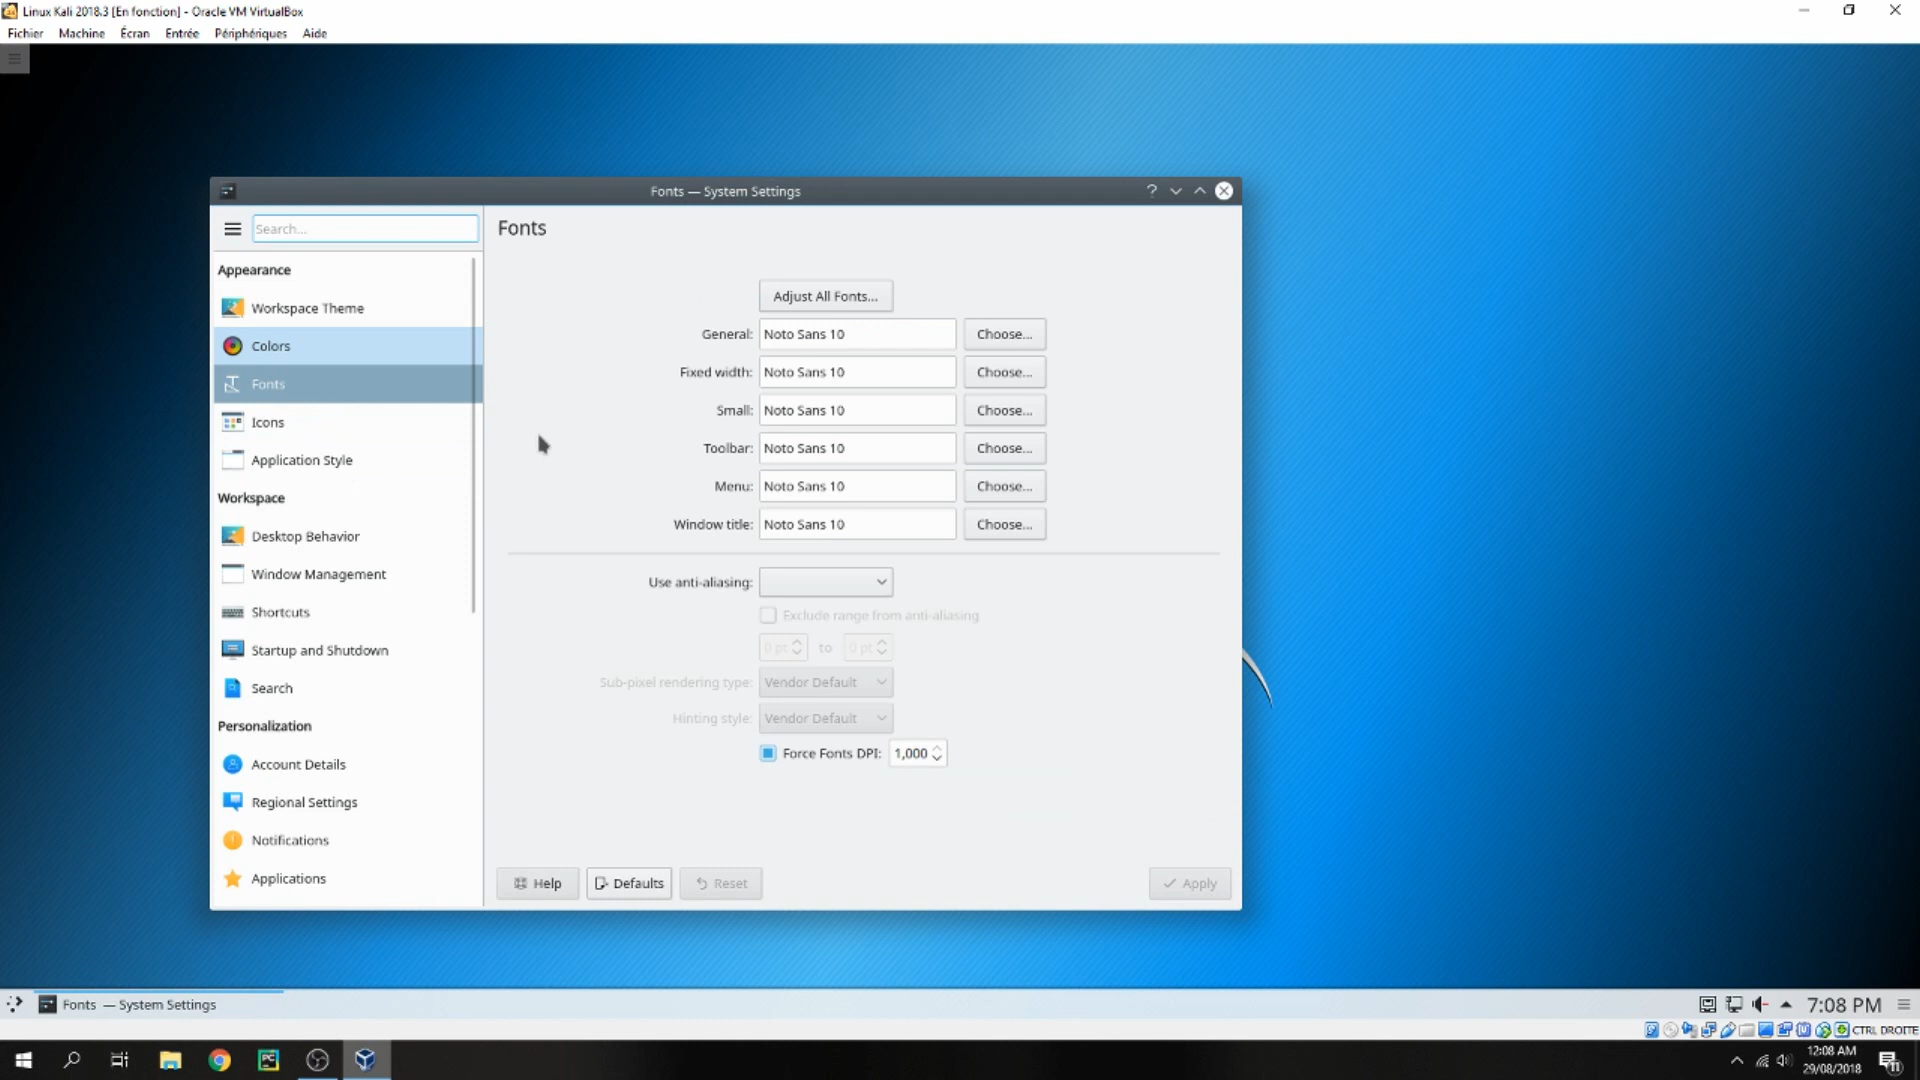 Linux Kali 2018.3 [En fonction] - Oracle VM VirtualBox
Fichier Machine Écran Entrée Périphériques Aide
Fonts — System Settings
Search...
Fonts
Appearance
Workspace Theme
Colors
Fonts
Icons
Application Style
Workspace
Desktop Behavior
Window Management
Shortcuts
Startup and Shutdown
Search
Personalization
Account Details
Regional Settings
Notifications
Applications
Adjust All Fonts...
General: Noto Sans 10 Choose...
Fixed width: Noto Sans 10 Choose...
Small: Noto Sans 10 Choose...
Toolbar: Noto Sans 10 Choose...
Menu: Noto Sans 10 Choose...
Window title: Noto Sans 10 Choose...
Use anti-aliasing:
Exclude range from anti-aliasing
0 pt to 0 pt
Sub-pixel rendering type: Vendor Default
Hinting style: Vendor Default
Force Fonts DPI: 1,000
Help Defaults Reset Apply
Fonts — System Settings
7:08 PM
CTRL DROITE
PC
12:08 AM
29/08/2018
11